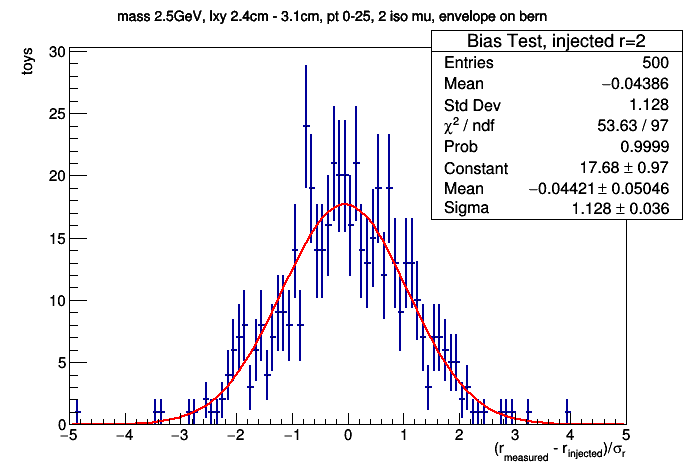 mass 2.5GeV, lxy 2.4cm - 3.1cm, pt 0-25, 2 iso mu, envelope on bern
Bias Test, injected r=2
Entries 500
Mean −0.04386
Std Dev 1.128
χ² / ndf 53.63 / 97
Prob 0.9999
Constant 17.68 ± 0.97
Mean −0.04421 ± 0.05046
Sigma 1.128 ± 0.036
toys
30
25
20
15
10
5
0
−5 −4 −3 −2 −1 0 1 2 3 4 5
(r_measured - r_injected)/σ_r